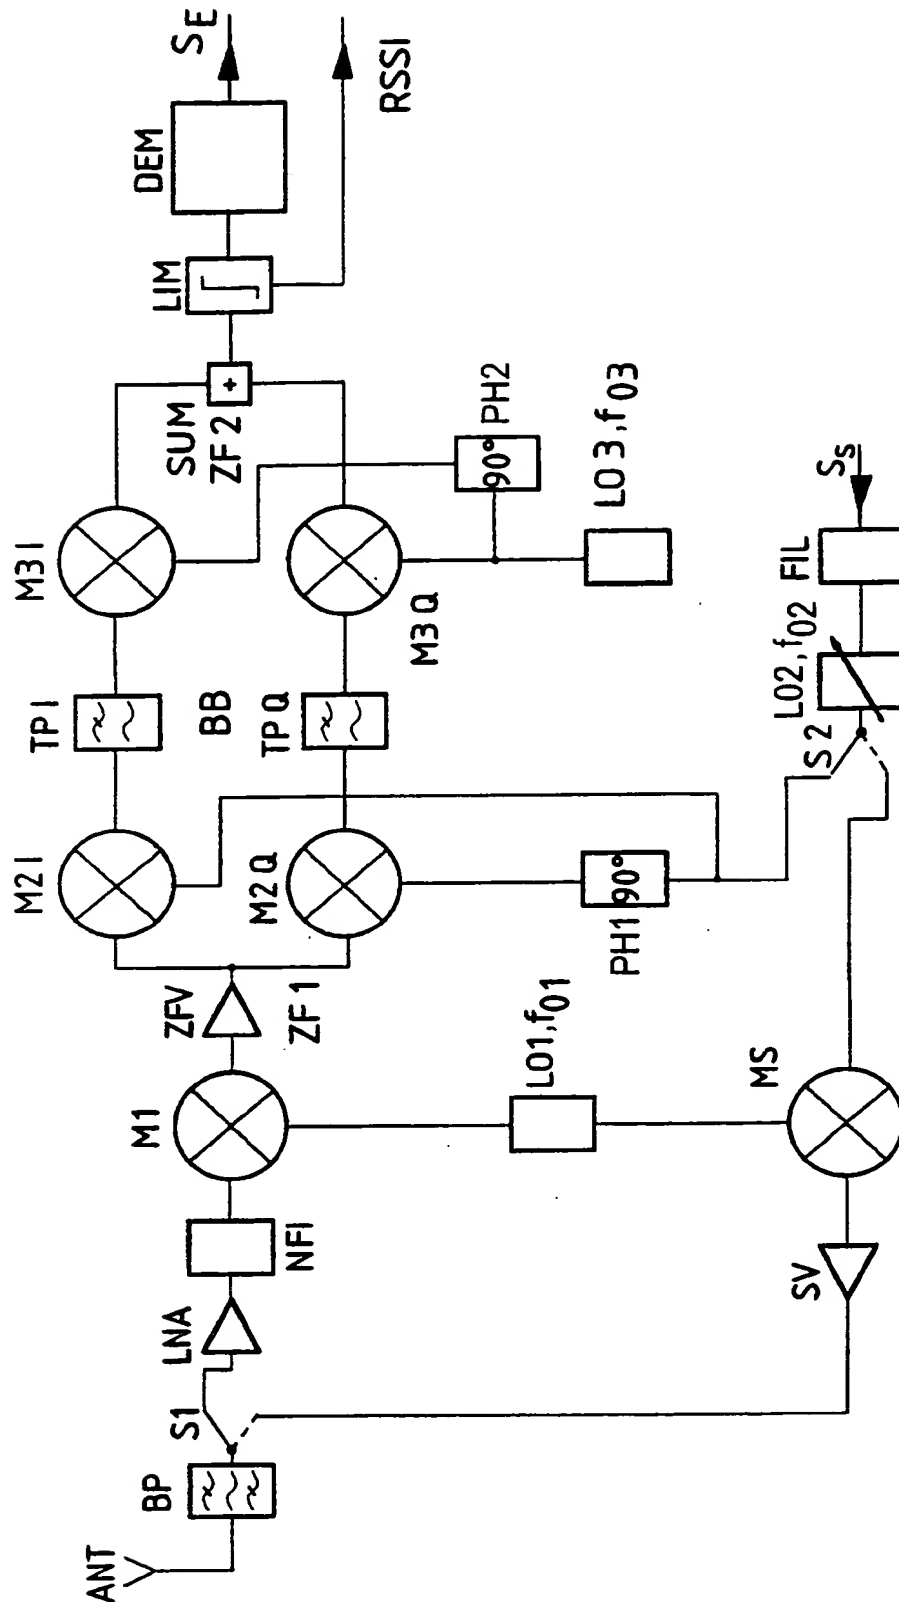 ANT
BP
S1
LNA
NFI
M1
ZFV
ZF1
M2I
M2Q
TPI
BB
TPQ
M3I
M3Q
SUM
+
ZF2
LIM
DEM
SE
RSSI
90° PH2
LO3,f03
PH1 90°
LO1,f01
S2
LO2,f02
FIL
SS
MS
SV